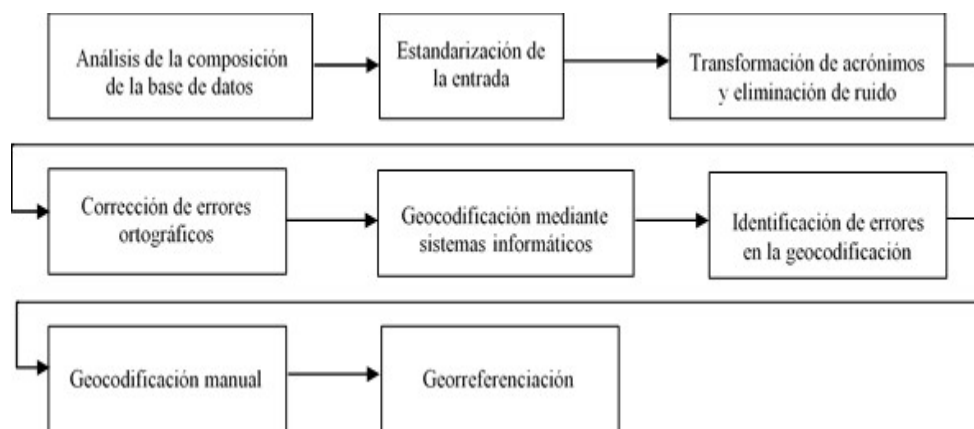 Análisis de la composición
de la base de datos
Estandarización de
la entrada
Transformación de acrónimos
y eliminación de ruido
Corrección de errores
ortográficos
Geocodificación mediante
sistemas informáticos
Identificación de errores
en la geocodificación
Geocodificación manual
Georreferenciación